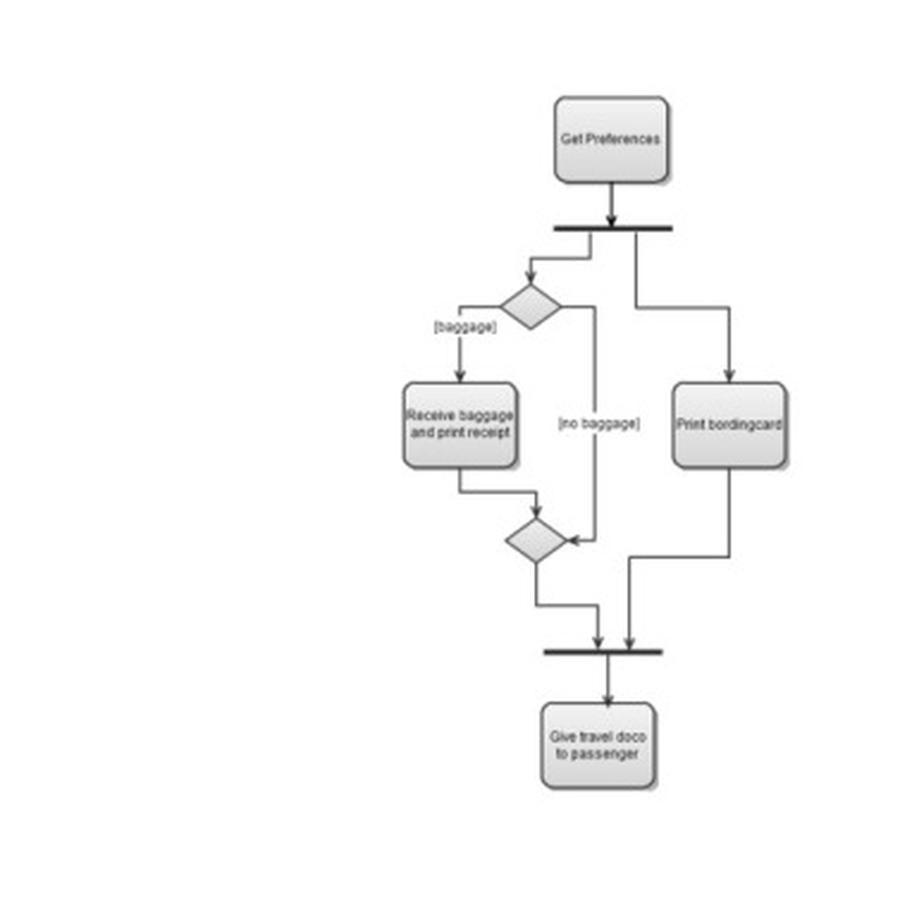 Get Preferences
[baggage]
Receive baggage
and print receipt
[no baggage]
Print bordingcard
Give travel doco
to passenger